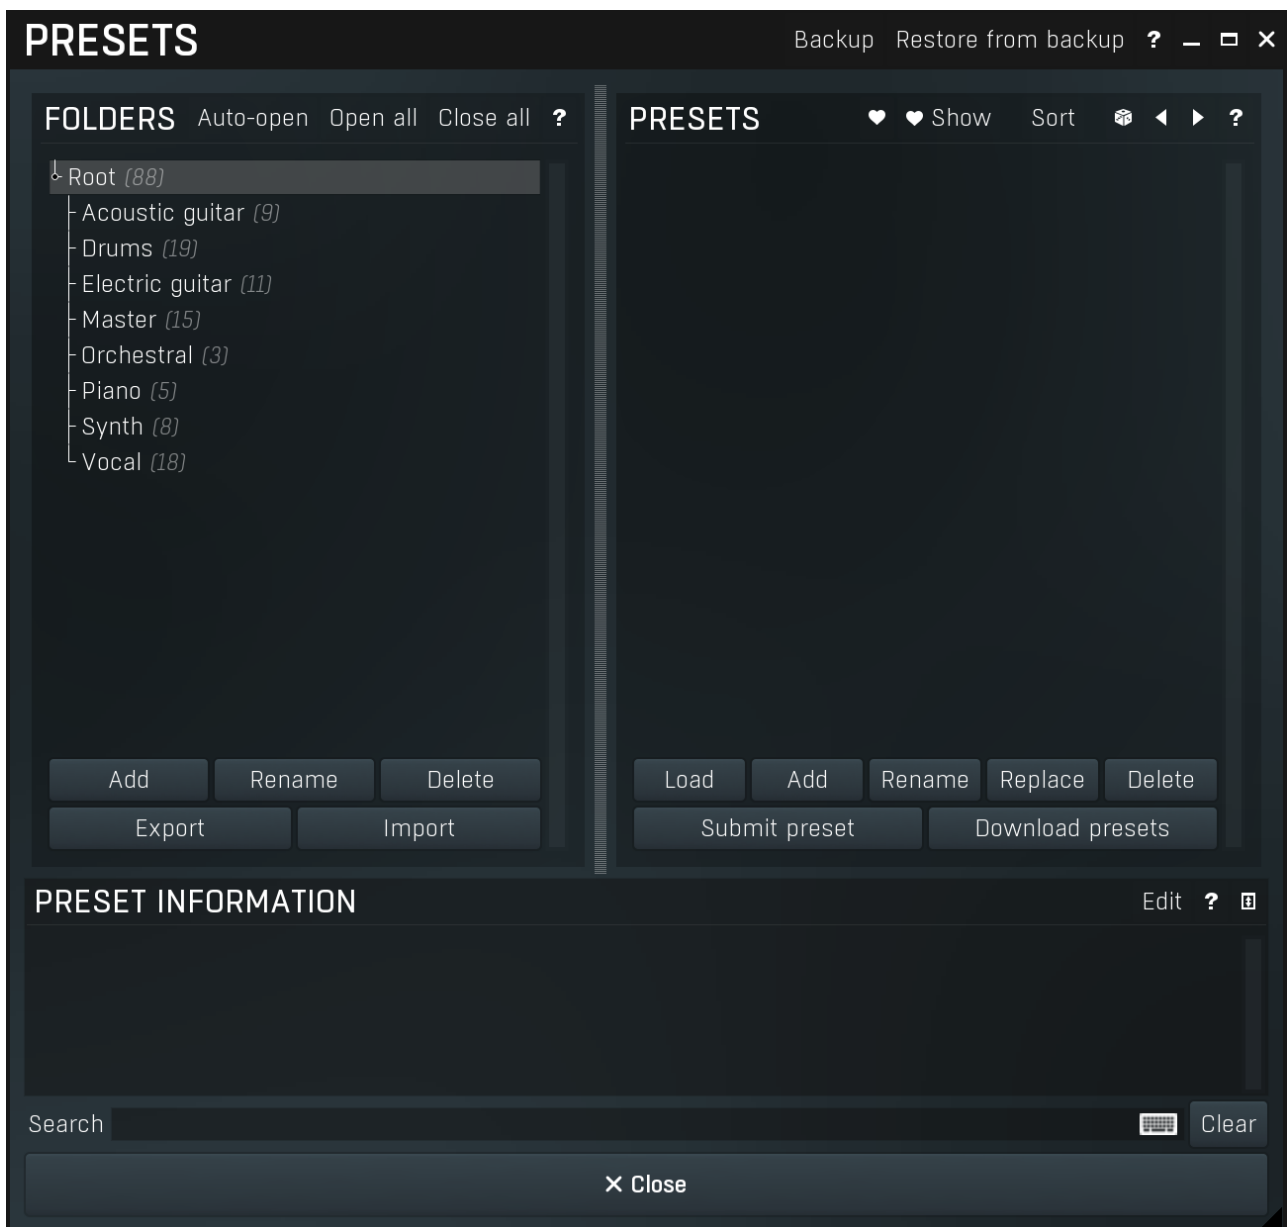 PRESETS Backup Restore from backup ?
FOLDERS Auto-open Open all Close all ?
Root (88)
Acoustic guitar (9)
Drums (19)
Electric guitar (11)
Master (15)
Orchestral (3)
Piano (5)
Synth (8)
Vocal (18)
Add Rename Delete
Export Import
PRESETS Show Sort ?
Load Add Rename Replace Delete
Submit preset Download presets
PRESET INFORMATION Edit ?
Search Clear
Close